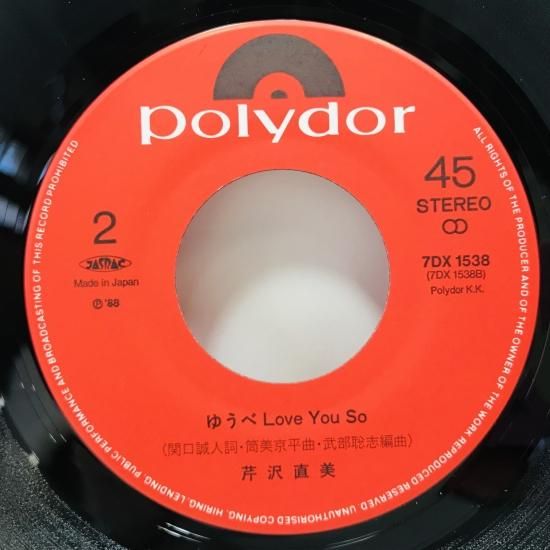 polydor
45
STEREO
2
JASRAC
Made in Japan
Ⓟ '88
7DX 1538
(7DX 1538B)
Polydor K.K.
ゆうべ Love You So
(関口誠人詞・筒美京平曲・武部聡志編曲)
芹沢直美
ALL RIGHTS OF THE PRODUCER AND OF THE OWNER OF THE WORK REPRODUCED RESERVED UNAUTHORISED COPYING, HIRING, LENDING, PUBLIC PERFORMANCE AND BROADCASTING OF THIS RECORD PROHIBITED